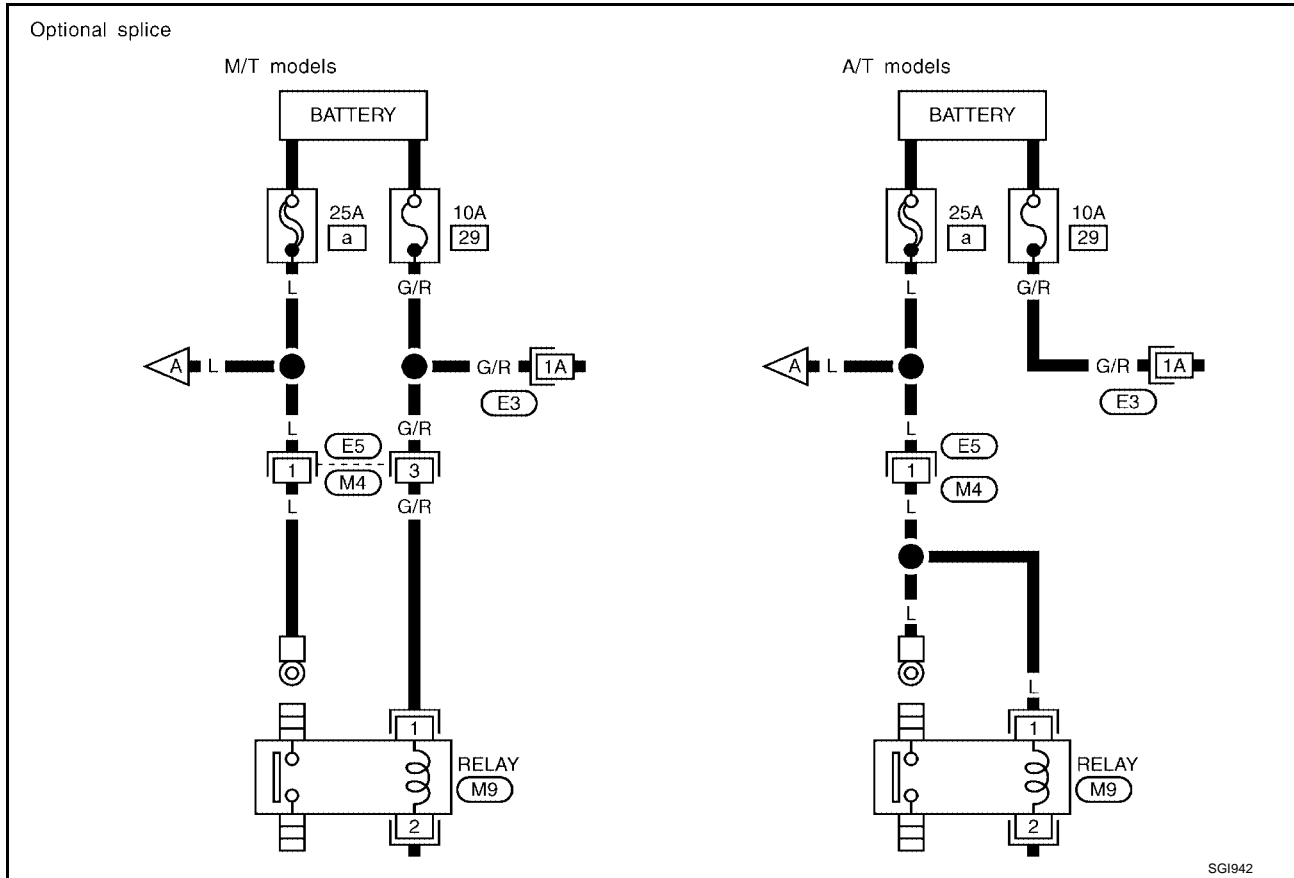 Optional splice
M/T models
BATTERY
25A
a
10A
29
L
G/R
A
L
G/R
1A
E3
L
G/R
1
E5
M4
3
L
G/R
1
RELAY
M9
2
A/T models
BATTERY
25A
a
10A
29
L
G/R
A
L
G/R
1A
E3
L
1
E5
M4
L
L
L
1
RELAY
M9
2
SGI942